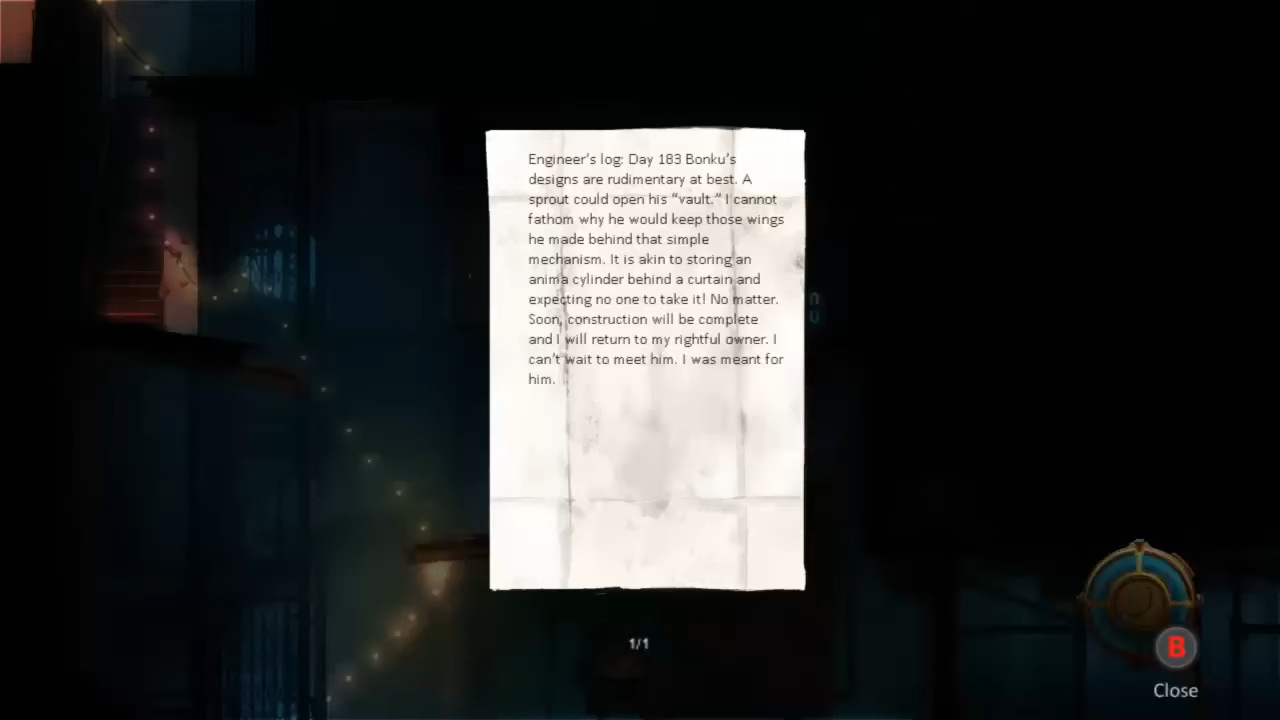 Engineer's log: Day 183 Bonku's
designs are rudimentary at best. A
sprout could open his “vault.” I cannot
fathom why he would keep those wings
he made behind that simple
mechanism. It is akin to storing an
anima cylinder behind a curtain and
expecting no one to take it! No matter.
Soon, construction will be complete
and I will return to my rightful owner. I
can't wait to meet him. I was meant for
him.
1/1
B
Close